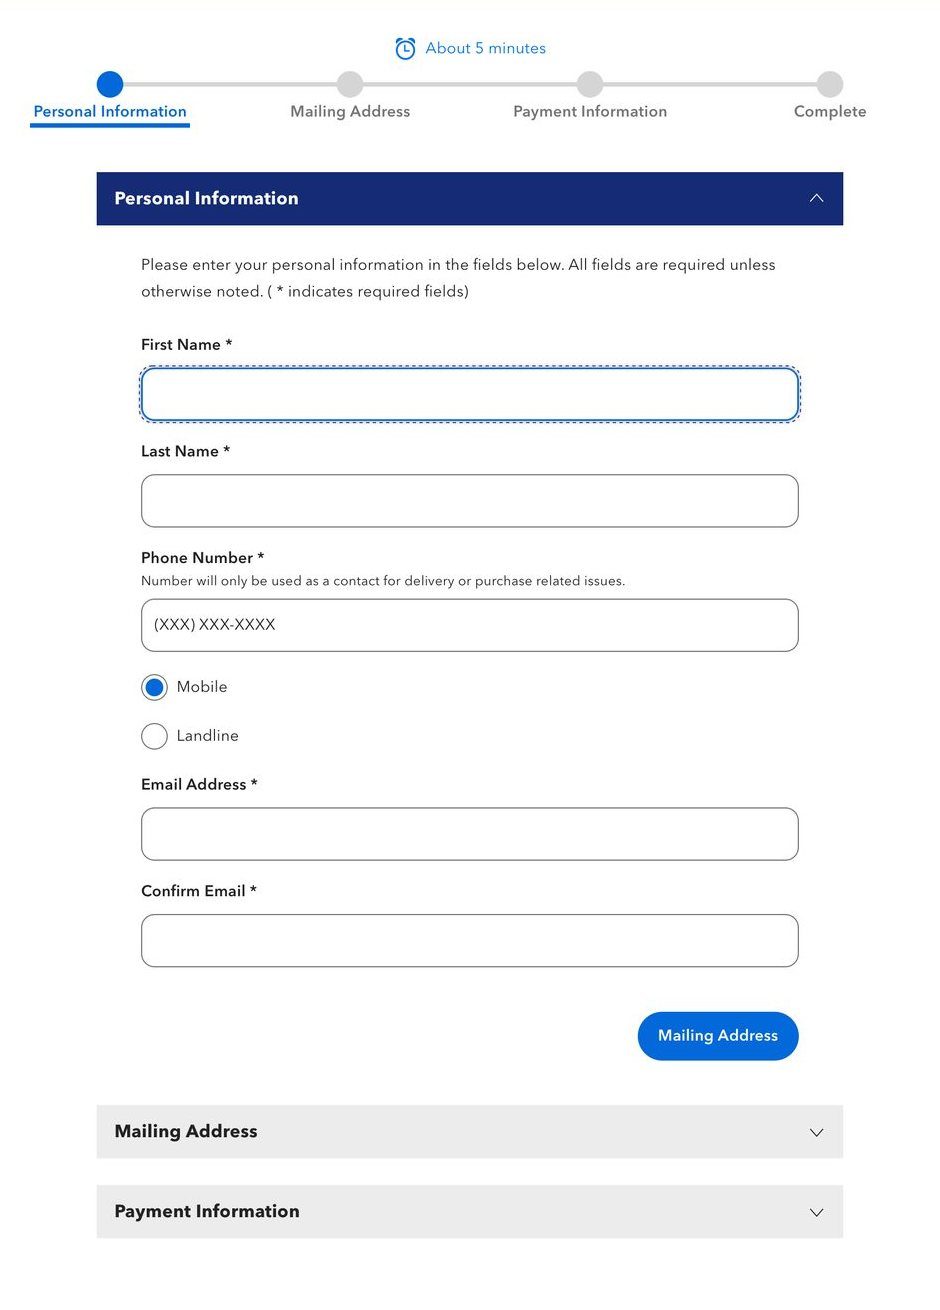 About 5 minutes
Personal Information
Mailing Address
Payment Information
Complete
Personal Information
Please enter your personal information in the fields below. All fields are required unless
otherwise noted. ( * indicates required fields)
First Name *
Last Name *
Phone Number *
Number will only be used as a contact for delivery or purchase related issues.
(XXX) XXX-XXXX
Mobile
Landline
Email Address *
Confirm Email *
Mailing Address
Mailing Address
Payment Information